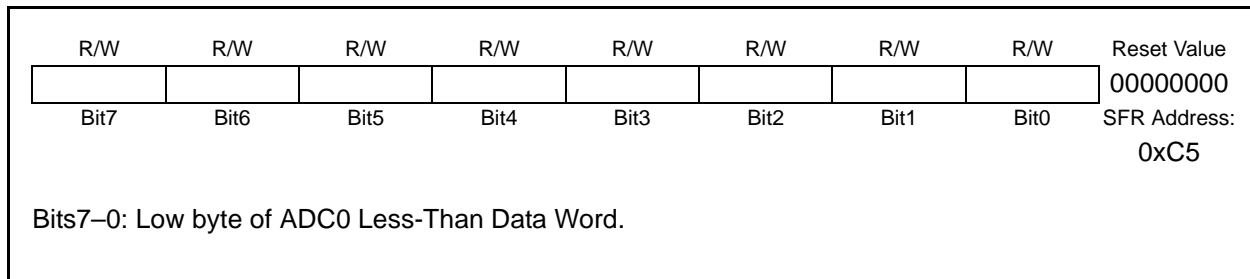 R/W R/W R/W R/W R/W R/W R/W R/W Reset Value
00000000
Bit7 Bit6 Bit5 Bit4 Bit3 Bit2 Bit1 Bit0 SFR Address:
0xC5
Bits7–0: Low byte of ADC0 Less-Than Data Word.